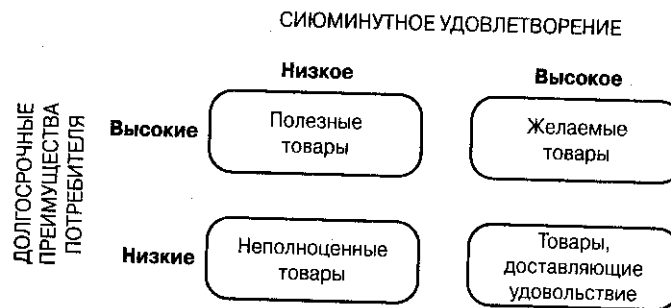 СИЮМИНУТНОЕ УДОВЛЕТВОРЕНИЕ
Низкое
Высокое
ДОЛГОСРОЧНЫЕ
ПРЕИМУЩЕСТВА
ПОТРЕБИТЕЛЯ
Высокие
Полезные
товары
Желаемые
товары
Низкие
Неполноценные
товары
Товары,
доставляющие
удовольствие